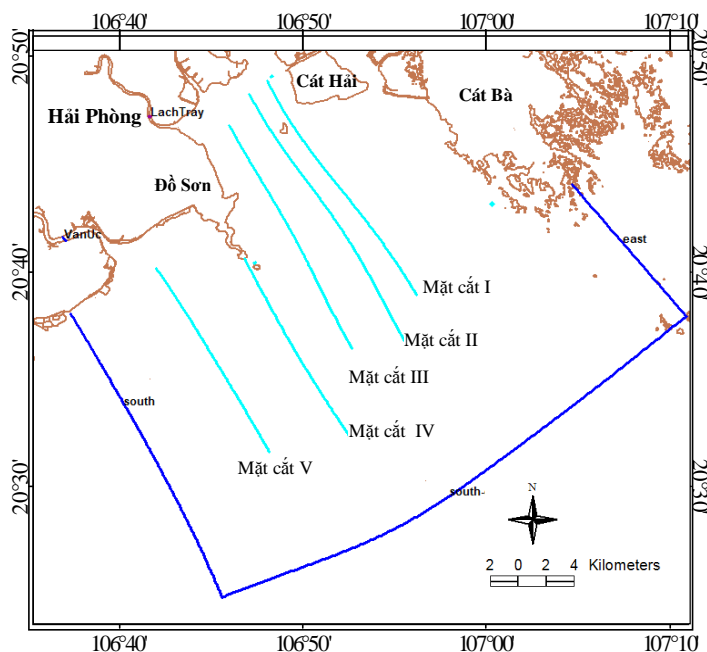 106°40' 106°50' 107°00' 107°10'
20°50' 20°50'
Cát Hải
Cát Bà
Hải Phòng
LachTray
Đồ Sơn
VanUc
east
20°40' 20°40'
Mặt cắt I
Mặt cắt II
Mặt cắt III
south
Mặt cắt IV
Mặt cắt V
20°30' 20°30'
south-
N
2 0 2 4 Kilometers
106°40' 106°50' 107°00' 107°10'